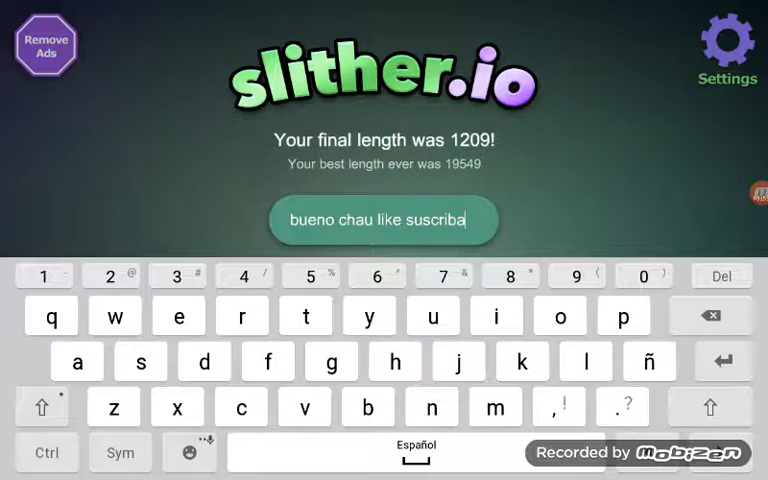 Remove
Ads
slither.io
Settings
Your final length was 1209!
Your best length ever was 19549
bueno chau like suscriba
1 - 2 @ 3 # 4 / 5 % 6 ^ 7 & 8 * 9 ( 0 ) Del
q w e r t y u i o p
a s d f g h j k l ñ
z x c v b n m , ! . ?
Ctrl Sym Español
Recorded by MOBIZEN